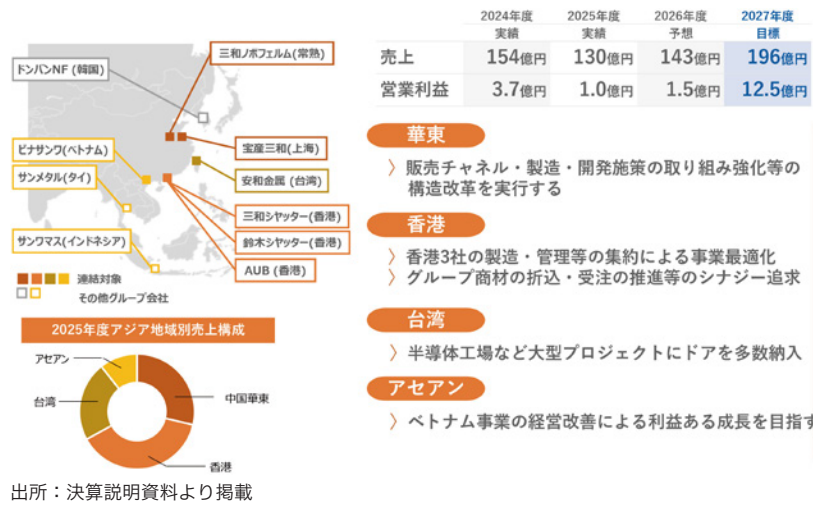 三和ノボフェルム(常熟)
ドンバンNF (韓国)
宝産三和(上海)
ビナサンワ(ベトナム)
サンメタル(タイ)
安和金属 (台湾)
三和シヤッター(香港)
鈴木シヤッター(香港)
サンワマス(インドネシア)
AUB (香港)
連結対象
その他グループ会社
2025年度アジア地域別売上構成
アセアン
台湾
中国華東
香港
2024年度 2025年度 2026年度 2027年度
実績 実績 予想 目標
売上 154億円 130億円 143億円 196億円
営業利益 3.7億円 1.0億円 1.5億円 12.5億円
華東
〉販売チャネル・製造・開発施策の取り組み強化等の
構造改革を実行する
香港
〉香港3社の製造・管理等の集約による事業最適化
〉グループ商材の折込・受注の推進等のシナジー追求
台湾
〉半導体工場など大型プロジェクトにドアを多数納入
アセアン
〉ベトナム事業の経営改善による利益ある成長を目指す
出所：決算説明資料より掲載